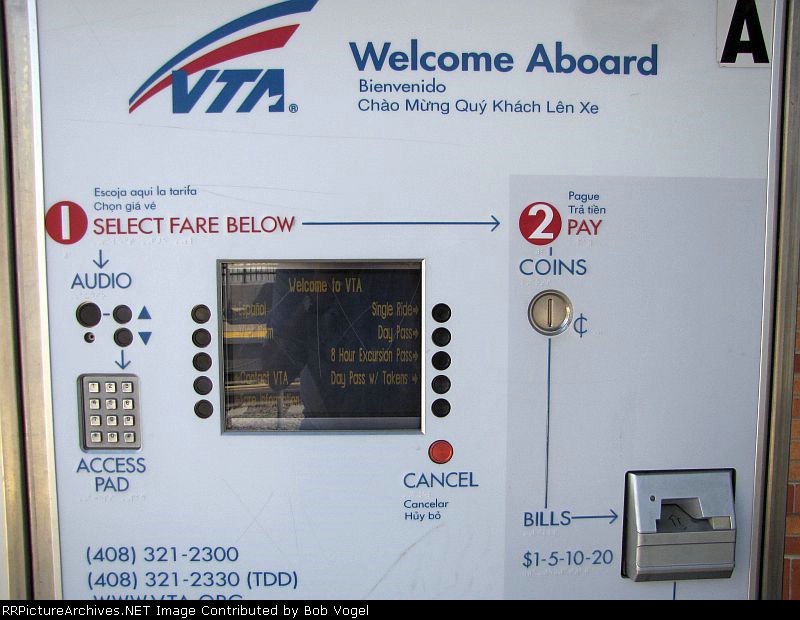 VTA®
Welcome Aboard
Bienvenido
Chào Mừng Quý Khách Lên Xe
A
Escoja aqui la tarifa
Chọn giá vé
1 SELECT FARE BELOW
Pague
Trả tiền
2 PAY
AUDIO
COINS
¢
Welcome to VTA
Español
Single Ride
Day Pass
8 Hour Excursion Pass
Contact VTA
Day Pass w/ Tokens
ACCESS
PAD
CANCEL
Cancelar
Hủy bỏ
BILLS
$1-5-10-20
(408) 321-2300
(408) 321-2330 (TDD)
WWW.VTA.ORG
RRPictureArchives.NET Image Contributed by Bob Vogel